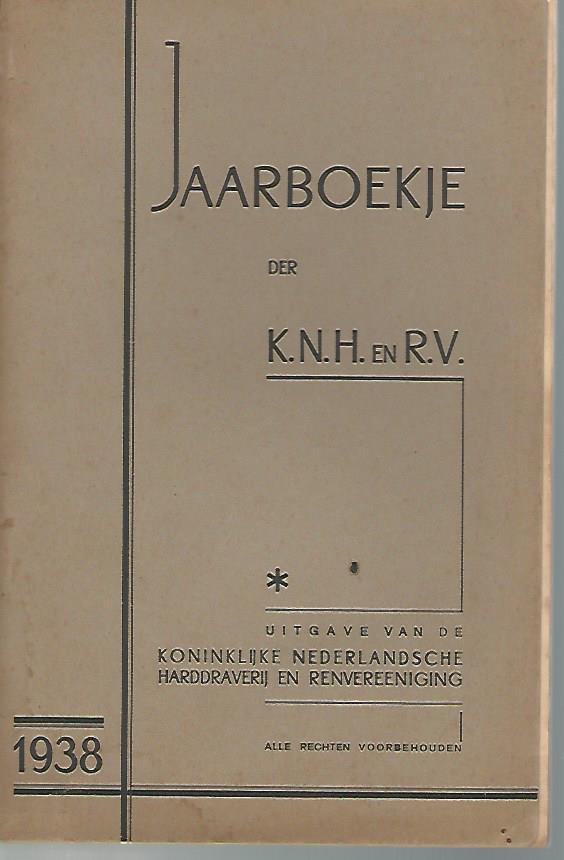 JAARBOEKJE
DER
K.N.H. EN R.V.
*
UITGAVE VAN DE
KONINKLIJKE NEDERLANDSCHE
HARDDRAVERIJ EN RENVEREENIGING
ALLE RECHTEN VOORBEHOUDEN
1938